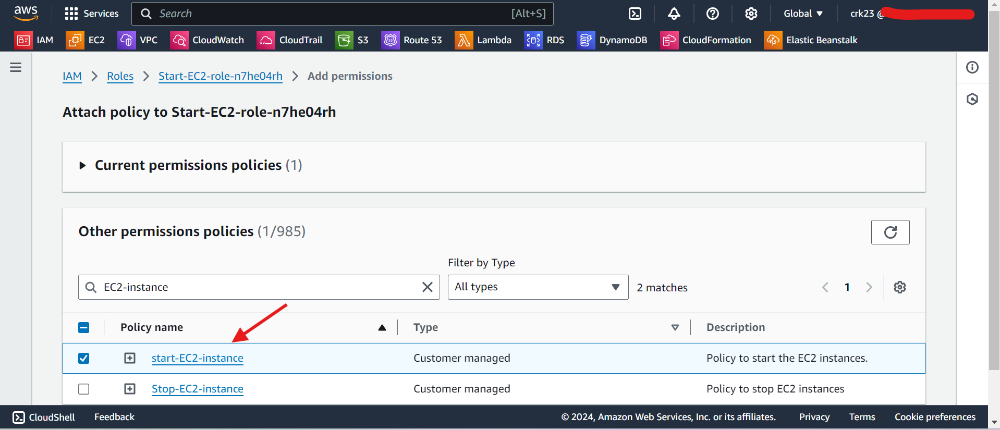 aws Services Search [Alt+S] Global crk23 @
IAM EC2 VPC CloudWatch CloudTrail S3 53 Route 53 Lambda RDS DynamoDB CloudFormation Elastic Beanstalk
IAM Roles Start-EC2-role-n7he04rh Add permissions
Attach policy to Start-EC2-role-n7he04rh
Current permissions policies (1)
Other permissions policies (1/985)
Filter by Type
EC2-instance All types 2 matches 1
Policy name Type Description
start-EC2-instance Customer managed Policy to start the EC2 instances.
Stop-EC2-instance Customer managed Policy to stop EC2 instances
CloudShell Feedback © 2024, Amazon Web Services, Inc. or its affiliates. Privacy Terms Cookie preferences